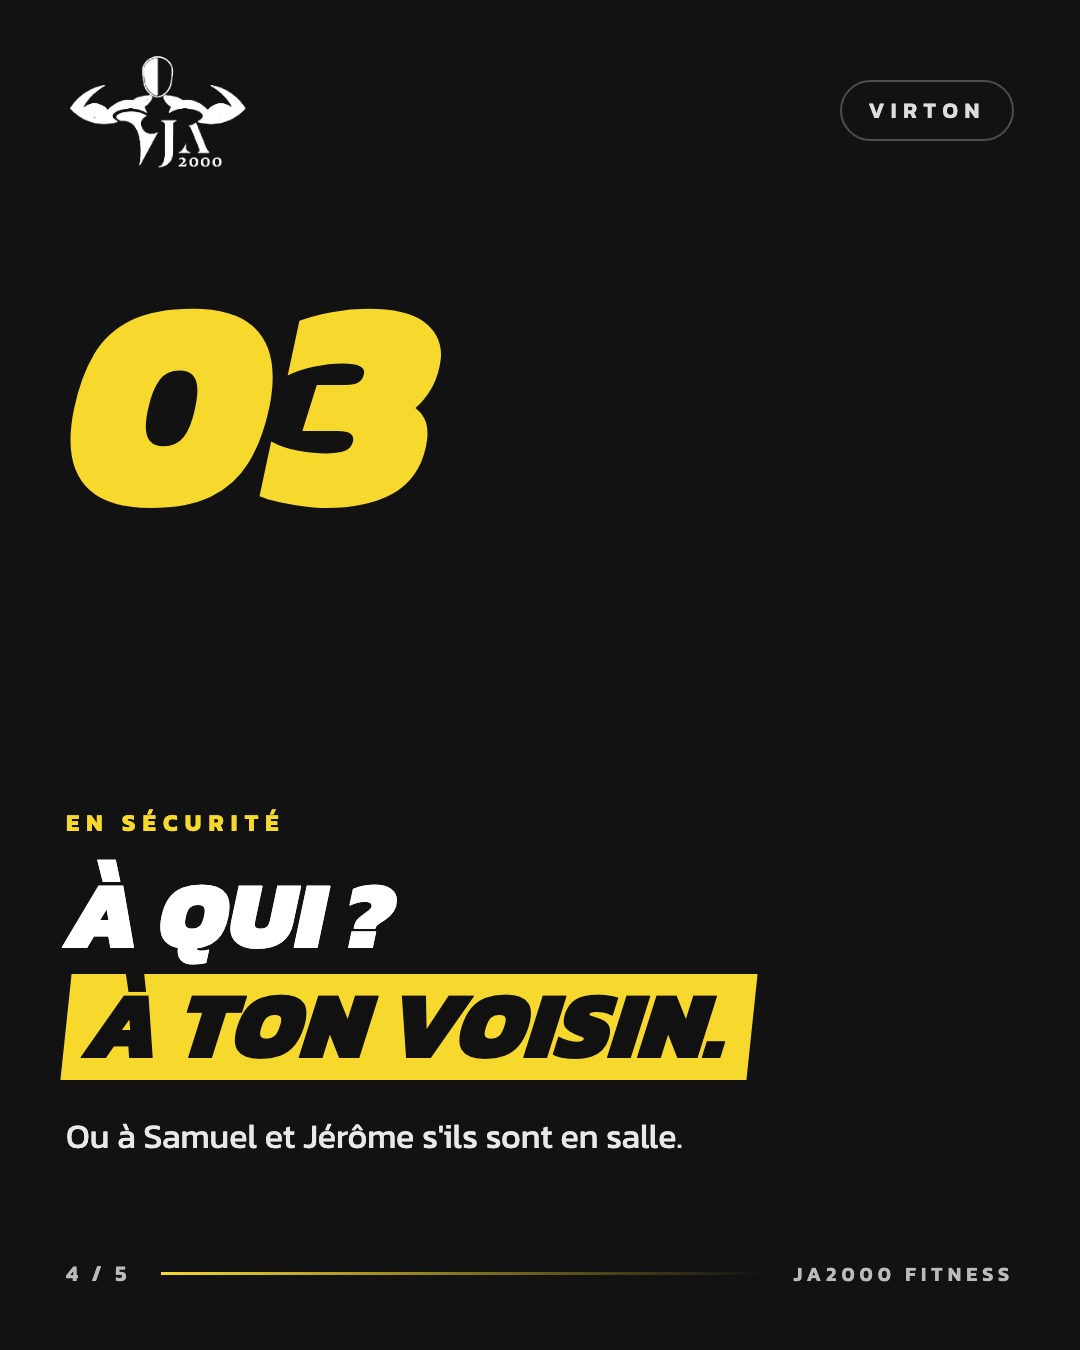 JA
2000
VIRTON
03
EN SÉCURITÉ
À QUI ?
À TON VOISIN.
Ou à Samuel et Jérôme s'ils sont en salle.
4 / 5
JA2000 FITNESS